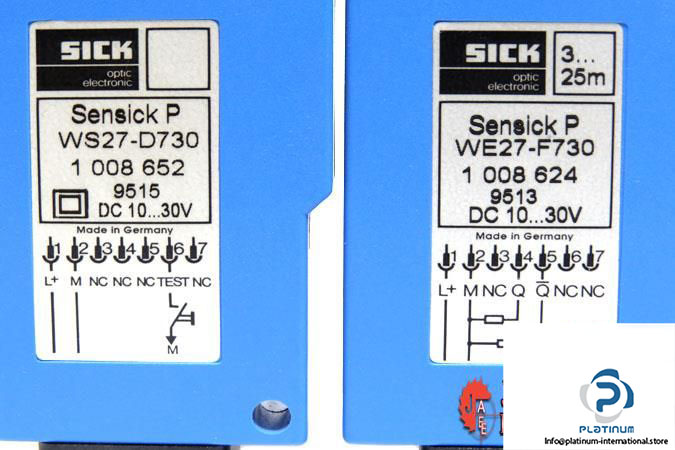 SICK
optic
electronic
Sensick P
WS27-D730
1 008 652
9515
DC 10...30V
Made in Germany
1 2 3 4 5 6 7
L+ M NC NC NC TEST NC
M
SICK
optic
electronic
3...
25m
Sensick P
WE27-F730
1 008 624
9513
DC 10...30V
Made in Germany
1 2 3 4 5 6 7
L+ M NC Q Q̅ NC NC
JAEE
PLATINUM
Info@platinum-international.store